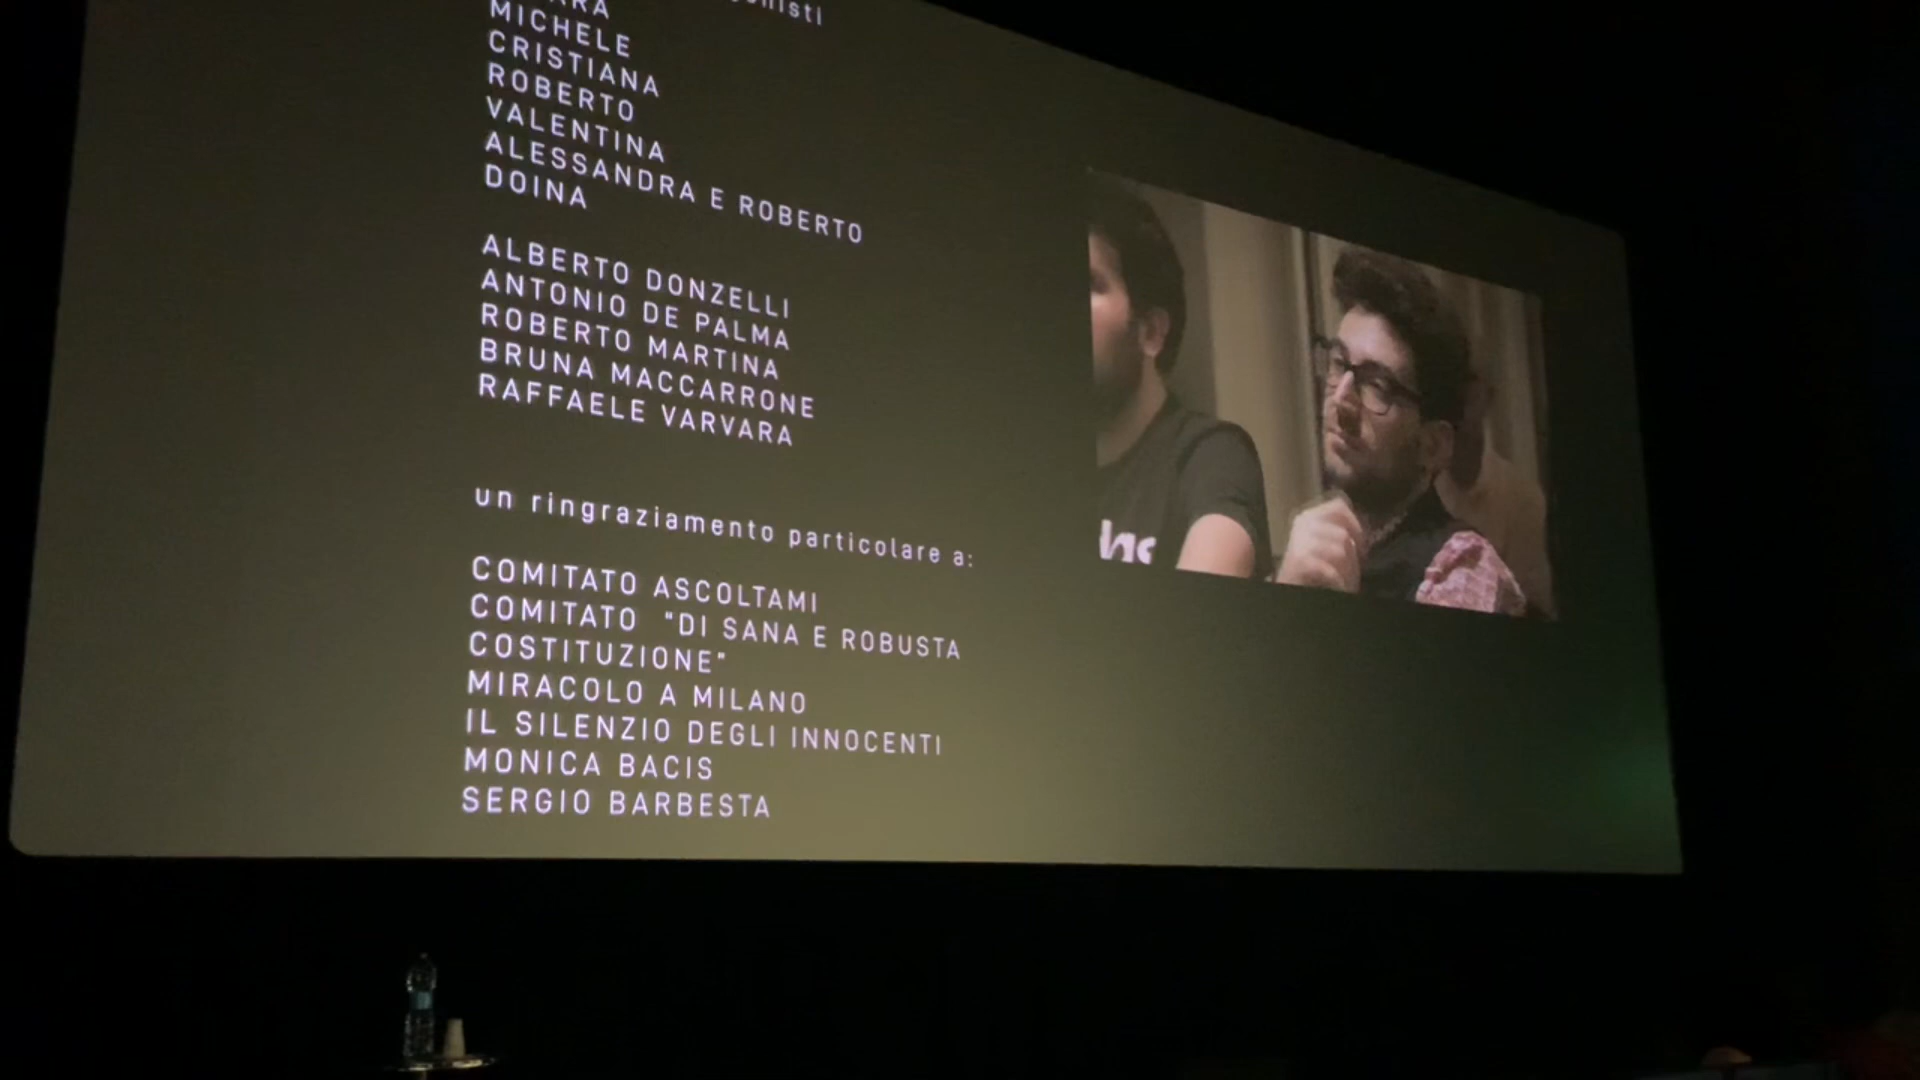 MICHELE
CRISTIANA
ROBERTO
VALENTINA
ALESSANDRA E ROBERTO
DOINA
ALBERTO DONZELLI
ANTONIO DE PALMA
ROBERTO MARTINA
BRUNA MACCARRONE
RAFFAELE VARVARA
un ringraziamento particolare a:
COMITATO ASCOLTAMI
COMITATO "DI SANA E ROBUSTA
COSTITUZIONE"
MIRACOLO A MILANO
IL SILENZIO DEGLI INNOCENTI
MONICA BACIS
SERGIO BARBESTA